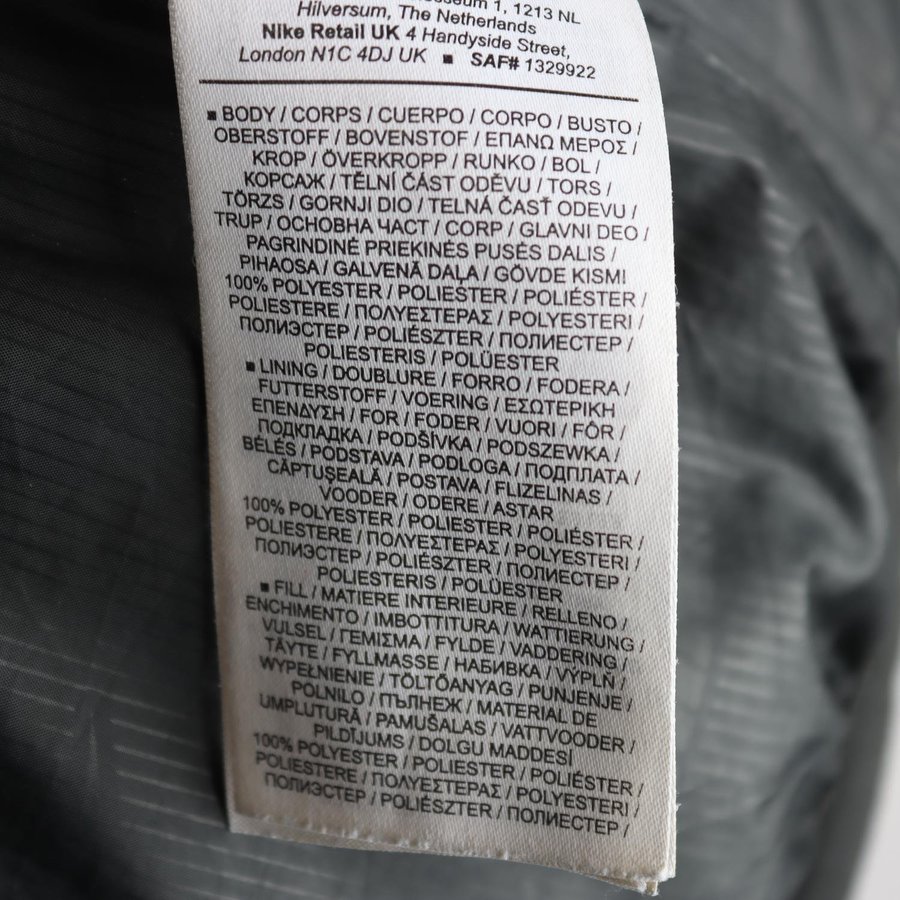 1, 1213 NL
Hilversum, The Netherlands
Nike Retail UK 4 Handyside Street,
London N1C 4DJ UK ▪ SAF# 1329922
▪ BODY / CORPS / CUERPO / CORPO / BUSTO /
OBERSTOFF / BOVENSTOF / ΕΠΑΝΩ ΜΕΡΟΣ /
KROP / ÖVERKROPP / RUNKO / BOL /
КОРСАЖ / TĚLNÍ ČÁST ODĚVU / TORS /
TÖRZS / GORNJI DIO / TELNÁ ČASŤ ODEVU /
TRUP / ОСНОВНА ЧАСТ / CORP / GLAVNI DEO /
PAGRINDINĖ PRIEKINĖS PUSĖS DALIS /
PIHAOSA / GALVENĀ DAĻA / GÖVDE KISMI
100% POLYESTER / POLIESTER / POLIÉSTER /
POLIESTERE / ΠΟΛΥΕΣΤΕΡΑΣ / POLYESTERI /
ПОЛИЭСТЕР / POLIÉSZTER / ПОЛИЕСТЕР /
POLIESTERIS / POLÜESTER
▪ LINING / DOUBLURE / FORRO / FODERA /
FUTTERSTOFF / VOERING / ΕΣΩΤΕΡΙΚΗ
ΕΠΕΝΔΥΣΗ / FOR / FODER / VUORI / FÔR /
ПОДКЛАДКА / PODŠÍVKA / PODSZEWKA /
BÉLÉS / PODSTAVA / PODLOGA / ПОДПЛАТА /
CĂPTUŞEALĂ / POSTAVA / FLIZELINAS /
VOODER / ODERE / ASTAR
100% POLYESTER / POLIESTER / POLIÉSTER /
POLIESTERE / ΠΟΛΥΕΣΤΕΡΑΣ / POLYESTERI /
ПОЛИЭСТЕР / POLIÉSZTER / ПОЛИЕСТЕР /
POLIESTERIS / POLÜESTER
▪ FILL / MATIERE INTERIEURE / RELLENO /
ENCHIMENTO / IMBOTTITURA / WATTIERUNG /
VULSEL / ΓΕΜΙΣΜΑ / FYLDE / VADDERING /
TÄYTE / FYLLMASSE / НАБИВКА / VÝPLŇ /
WYPEŁNIENIE / TÖLTŐANYAG / PUNJENJE /
POLNILO / ПЪЛНЕЖ / MATERIAL DE
UMPLUTURĂ / PAMUŠALAS / VATTVOODER /
PILDĪJUMS / DOLGU MADDESİ
100% POLYESTER / POLIESTER / POLIÉSTER /
POLIESTERE / ΠΟΛΥΕΣΤΕΡΑΣ / POLYESTERI /
ПОЛИЭСТЕР / POLIÉSZTER / ПОЛИЕСТЕР /